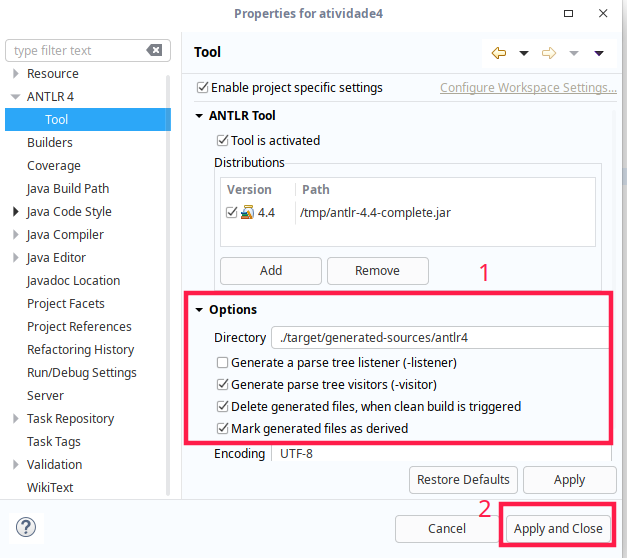 Properties for atividade4
type filter text
Resource
ANTLR 4
Tool
Builders
Coverage
Java Build Path
Java Code Style
Java Compiler
Java Editor
Javadoc Location
Project Facets
Project References
Refactoring History
Run/Debug Settings
Server
Task Repository
Task Tags
Validation
WikiText
Tool
Enable project specific settings
Configure Workspace Settings...
ANTLR Tool
Tool is activated
Distributions
Version Path
4.4 /tmp/antlr-4.4-complete.jar
Add Remove
1
Options
Directory ./target/generated-sources/antlr4
Generate a parse tree listener (-listener)
Generate parse tree visitors (-visitor)
Delete generated files, when clean build is triggered
Mark generated files as derived
Encoding UTF-8
Restore Defaults Apply
2
? Cancel Apply and Close